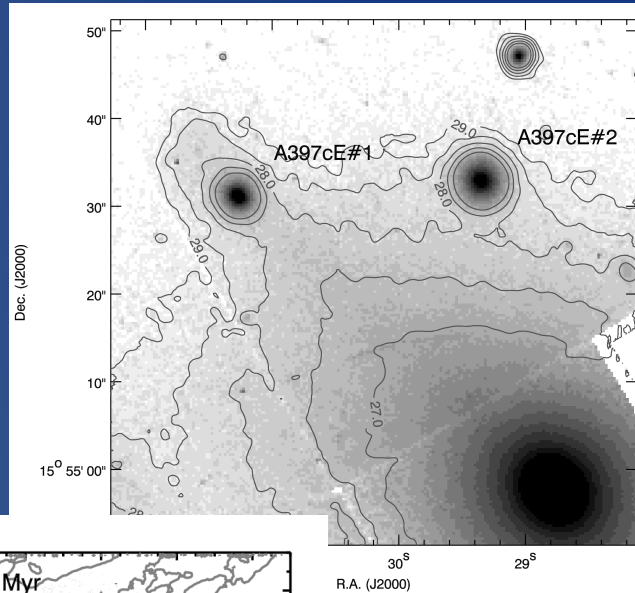 50"
40"
30"
20"
10"
15° 55' 00"
Dec. (J2000)
A397cE#1
A397cE#2
29.0
28.0
28.0
29.0
27.0
30ˢ
29ˢ
R.A. (J2000)
Myr